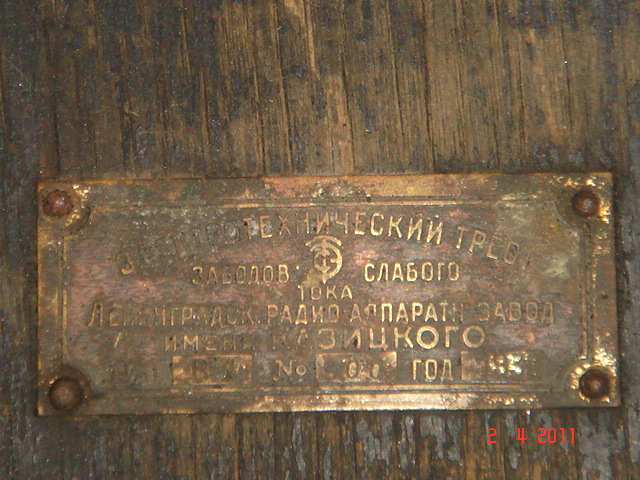 ЭЛЕКТРОТЕХНИЧЕСКИЙ ТРЕСТ
ЗАВОДОВ СЛАБОГО
ТОКА
ЛЕНИНГРАДСК. РАДИО-АППАРАТН. ЗАВОД
ИМЕНИ КАЗИЦКОГО
№ ГОД
2 4 2011